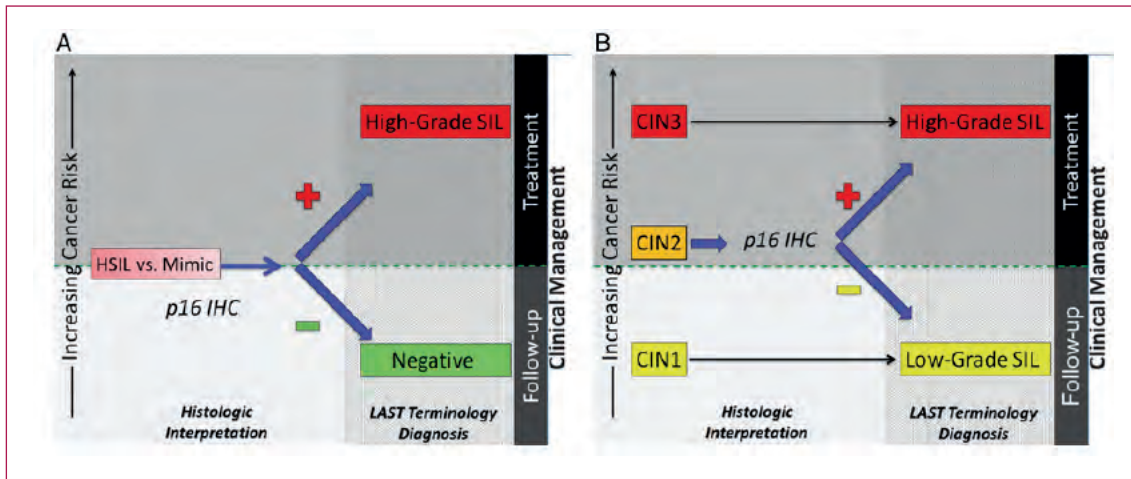 A
Increasing Cancer Risk
High-Grade SIL
+
HSIL vs. Mimic
p16 IHC
-
Negative
Histologic
Interpretation
LAST Terminology
Diagnosis
Treatment
Follow-up
Clinical Management
B
Increasing Cancer Risk
CIN3
High-Grade SIL
+
CIN2
p16 IHC
-
CIN1
Low-Grade SIL
Histologic
Interpretation
LAST Terminology
Diagnosis
Treatment
Follow-up
Clinical Management